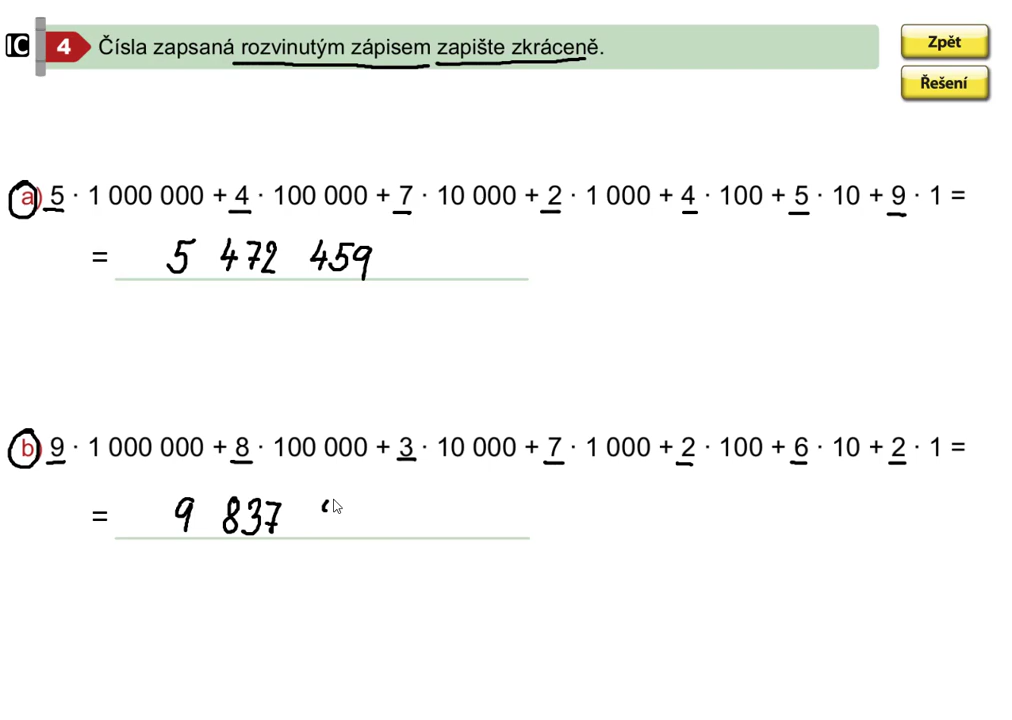 IC 4 Čísla zapsaná rozvinutým zápisem zapište zkráceně.
Zpět
Řešení
a) 5 · 1 000 000 + 4 · 100 000 + 7 · 10 000 + 2 · 1 000 + 4 · 100 + 5 · 10 + 9 · 1 =
= 5 472 459
b) 9 · 1 000 000 + 8 · 100 000 + 3 · 10 000 + 7 · 1 000 + 2 · 100 + 6 · 10 + 2 · 1 =
= 9 837